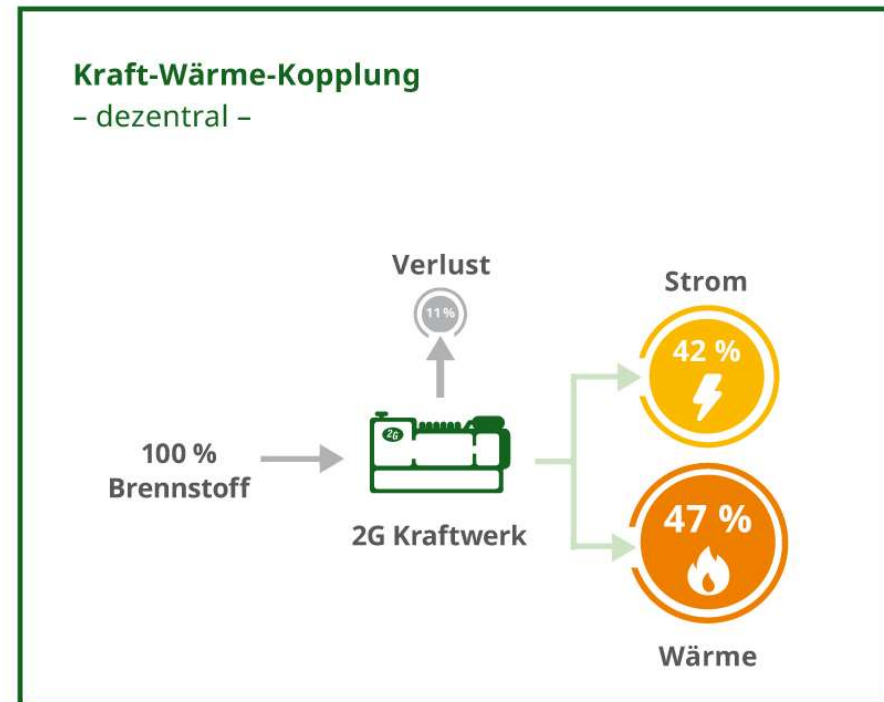 Kraft-Wärme-Kopplung
– dezentral –
Verlust
11%
Strom
42 %
100 %
Brennstoff
2G
2G Kraftwerk
47 %
Wärme